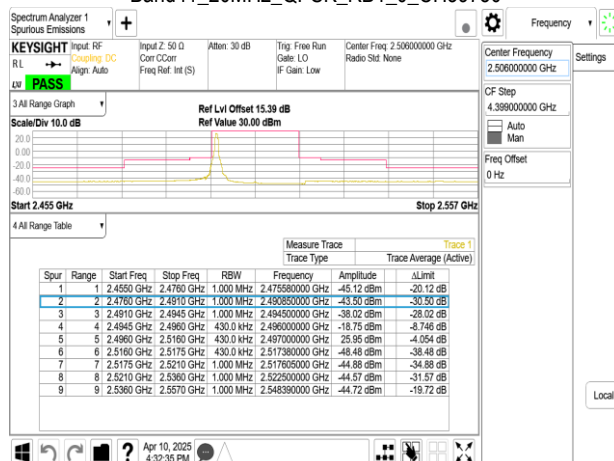 Spectrum Analyzer 1
Spurious Emissions
Frequency
KEYSIGHT
Input: RF
Coupling: DC
Align: Auto
Input Z: 50 Ω
Corr CCorr
Freq Ref: Int (S)
Atten: 30 dB
Trig: Free Run
Gate: LO
IF Gain: Low
Center Freq: 2.506000000 GHz
Radio Std: None
RL
LXI
PASS
Center Frequency
2.506000000 GHz
Settings
CF Step
4.399000000 GHz
Auto
Man
Freq Offset
0 Hz
3 All Range Graph
Scale/Div 10.0 dB
Ref Lvl Offset 15.39 dB
Ref Value 30.00 dBm
20.0
0.00
-20.0
-40.0
-60.0
Start 2.455 GHz
Stop 2.557 GHz
4 All Range Table
Measure Trace Trace 1
Trace Type Trace Average (Active)
Spur Range Start Freq Stop Freq RBW Frequency Amplitude ΔLimit
1 1 2.4550 GHz 2.4760 GHz 1.000 MHz 2.475580000 GHz -45.12 dBm -20.12 dB
2 2 2.4760 GHz 2.4910 GHz 1.000 MHz 2.490850000 GHz -43.50 dBm -30.50 dB
3 3 2.4910 GHz 2.4945 GHz 1.000 MHz 2.494500000 GHz -38.02 dBm -28.02 dB
4 4 2.4945 GHz 2.4960 GHz 430.0 kHz 2.496000000 GHz -18.75 dBm -8.746 dB
5 5 2.4960 GHz 2.5160 GHz 430.0 kHz 2.497000000 GHz 25.95 dBm -4.054 dB
6 6 2.5160 GHz 2.5175 GHz 430.0 kHz 2.517380000 GHz -48.48 dBm -38.48 dB
7 7 2.5175 GHz 2.5210 GHz 1.000 MHz 2.517605000 GHz -44.88 dBm -34.88 dB
8 8 2.5210 GHz 2.5360 GHz 1.000 MHz 2.522500000 GHz -44.57 dBm -31.57 dB
9 9 2.5360 GHz 2.5570 GHz 1.000 MHz 2.548390000 GHz -44.72 dBm -19.72 dB
Local
?
Apr 10, 2025
4:32:35 PM